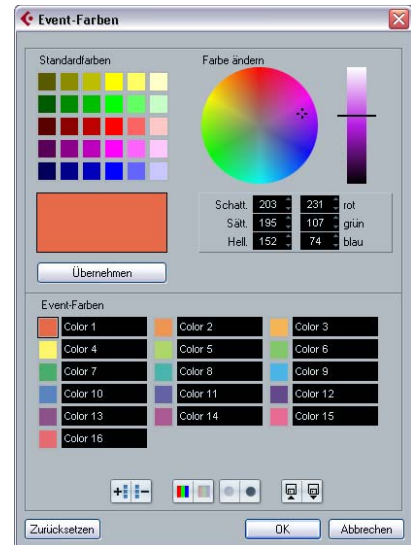 Event-Farben
Standardfarben
Farbe ändern
Schatt. 203 231 rot
Sätt. 195 107 grün
Hell. 152 74 blau
Übernehmen
Event-Farben
Color 1 Color 2 Color 3
Color 4 Color 5 Color 6
Color 7 Color 8 Color 9
Color 10 Color 11 Color 12
Color 13 Color 14 Color 15
Color 16
Zurücksetzen OK Abbrechen